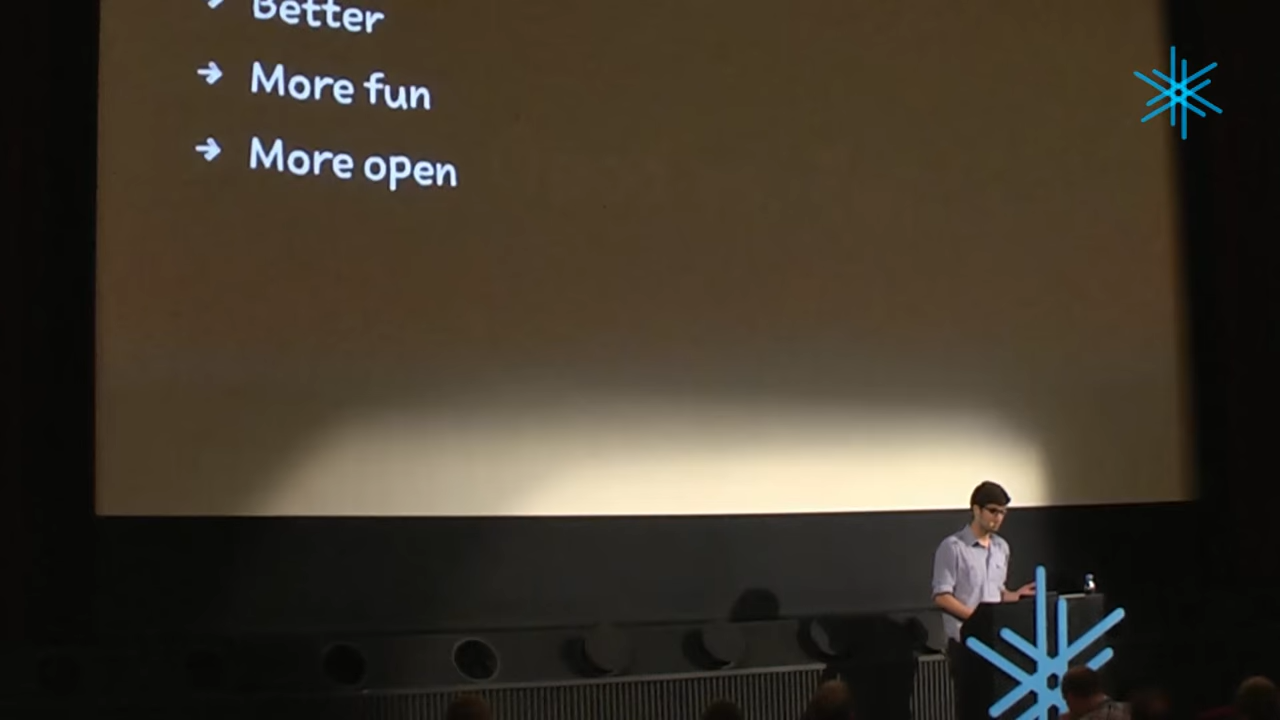 → Better
→ More fun
→ More open